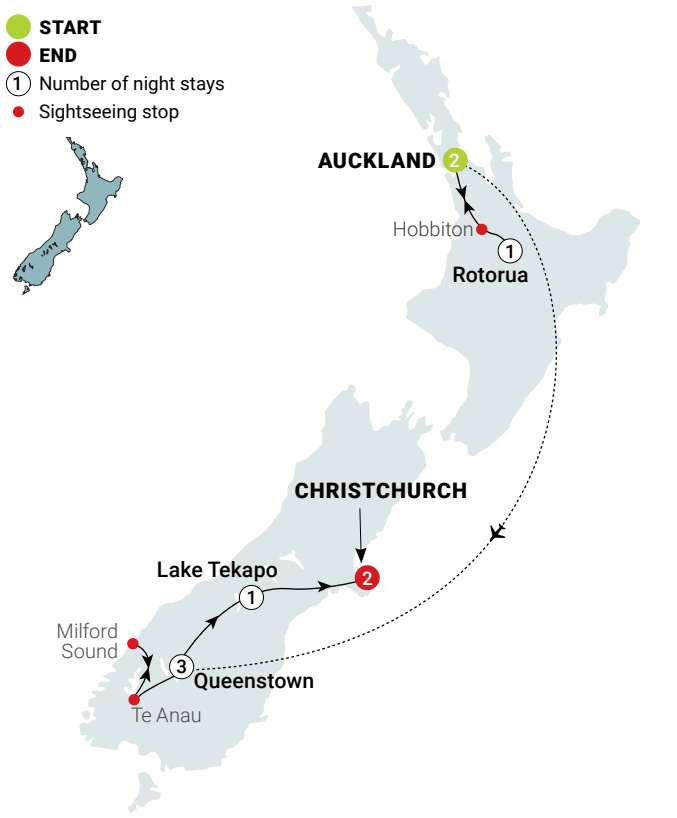 START
END
1 Number of night stays
Sightseeing stop
AUCKLAND 2
Hobbiton
1
Rotorua
CHRISTCHURCH
Lake Tekapo
2
1
Milford
Sound
3
Queenstown
Te Anau